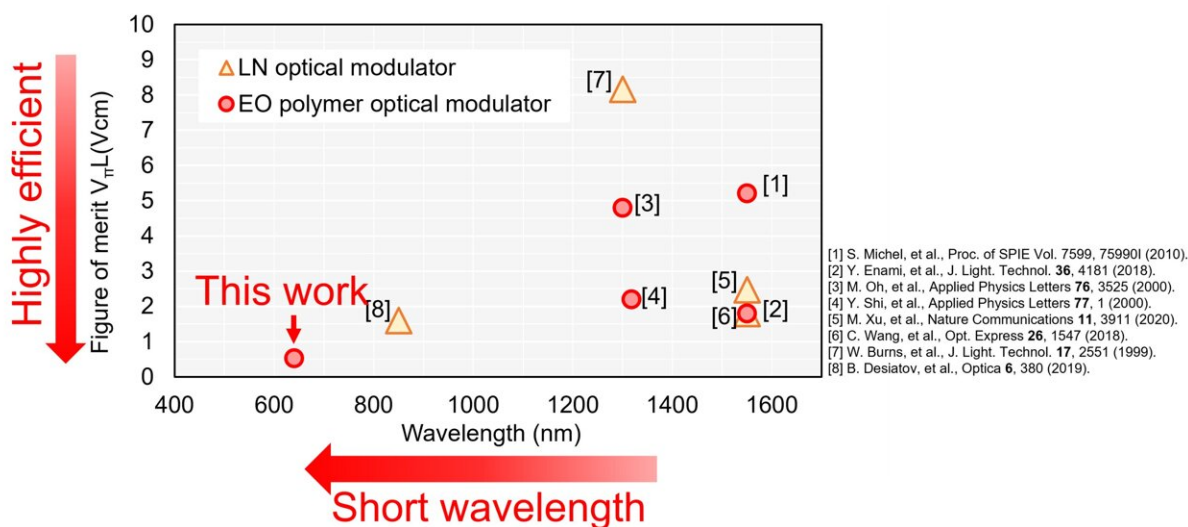 Highly efficient
Figure of merit VπL(Vcm)
10
9
8
7
6
5
4
3
2
1
0
LN optical modulator
EO polymer optical modulator
[7]
[1]
[3]
This work
[8]
[4]
[5]
[6]
[2]
400
600
800
1000
1200
1400
1600
Wavelength (nm)
Short wavelength
[1] S. Michel, et al., Proc. of SPIE Vol. 7599, 75990I (2010).
[2] Y. Enami, et al., J. Light. Technol. 36, 4181 (2018).
[3] M. Oh, et al., Applied Physics Letters 76, 3525 (2000).
[4] Y. Shi, et al., Applied Physics Letters 77, 1 (2000).
[5] M. Xu, et al., Nature Communications 11, 3911 (2020).
[6] C. Wang, et al., Opt. Express 26, 1547 (2018).
[7] W. Burns, et al., J. Light. Technol. 17, 2551 (1999).
[8] B. Desiatov, et al., Optica 6, 380 (2019).